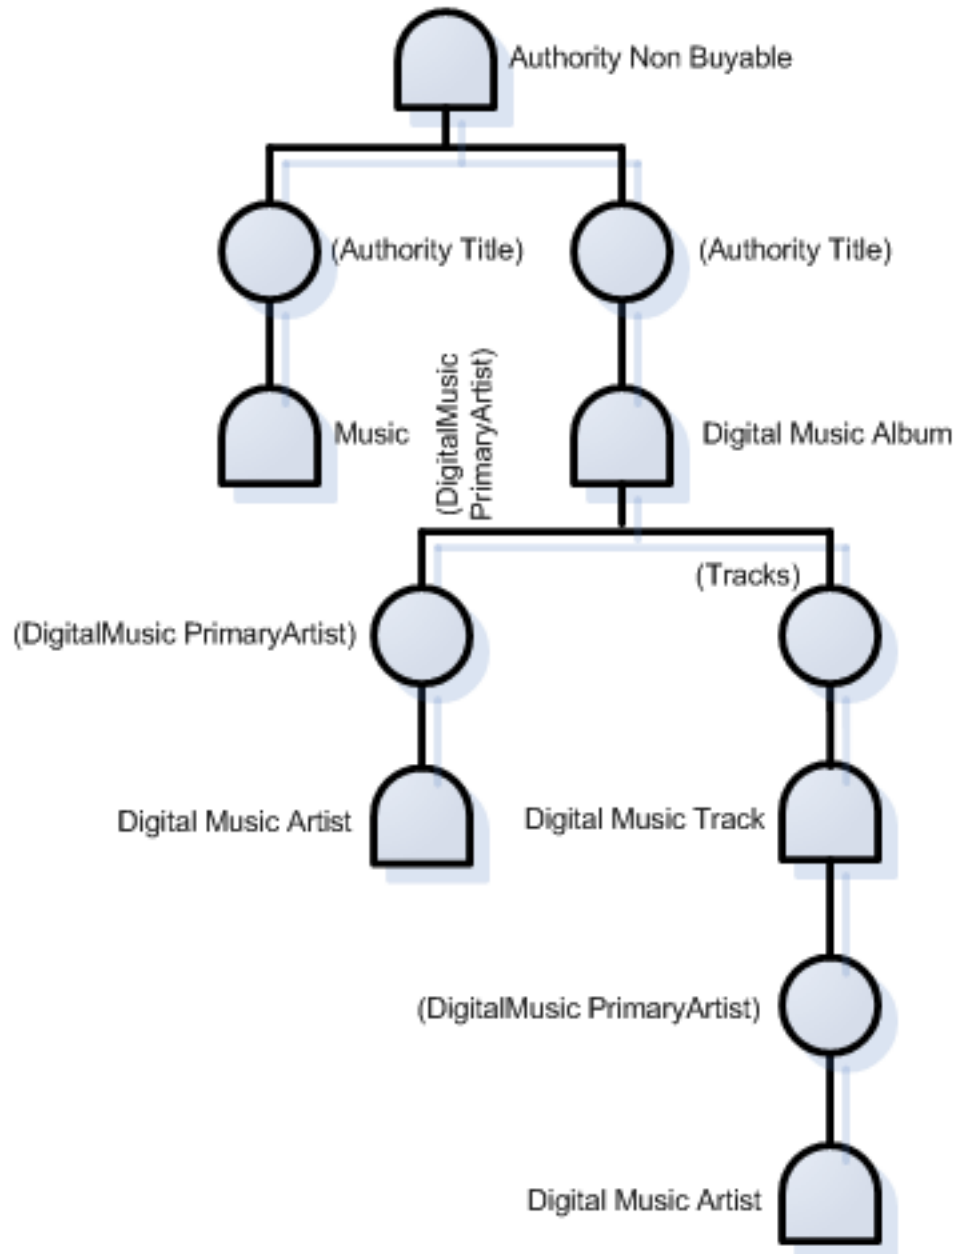 Authority Non Buyable
(Authority Title)
(Authority Title)
(DigitalMusic
PrimaryArtist)
Music
Digital Music Album
(Tracks)
(DigitalMusic PrimaryArtist)
Digital Music Artist
Digital Music Track
(DigitalMusic PrimaryArtist)
Digital Music Artist